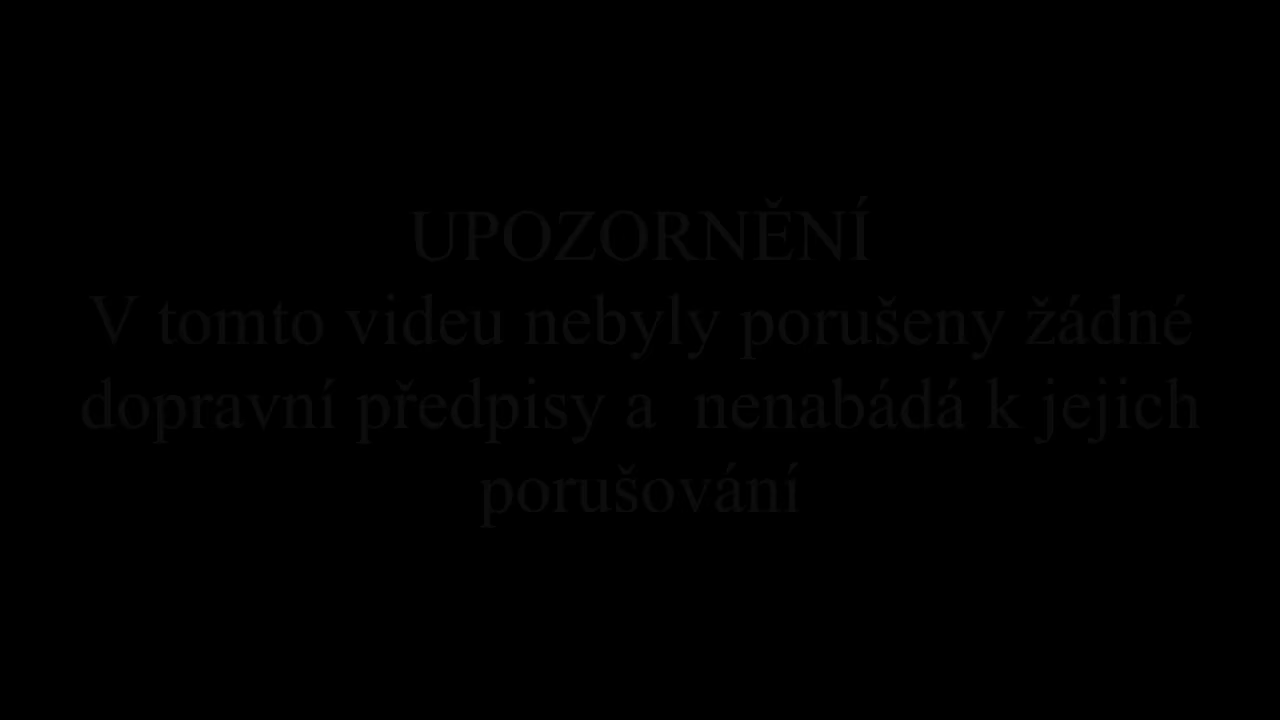 UPOZORNĚNÍ
V tomto videu nebyly porušeny žádné
dopravní předpisy a  nenabádá k jejich
porušování